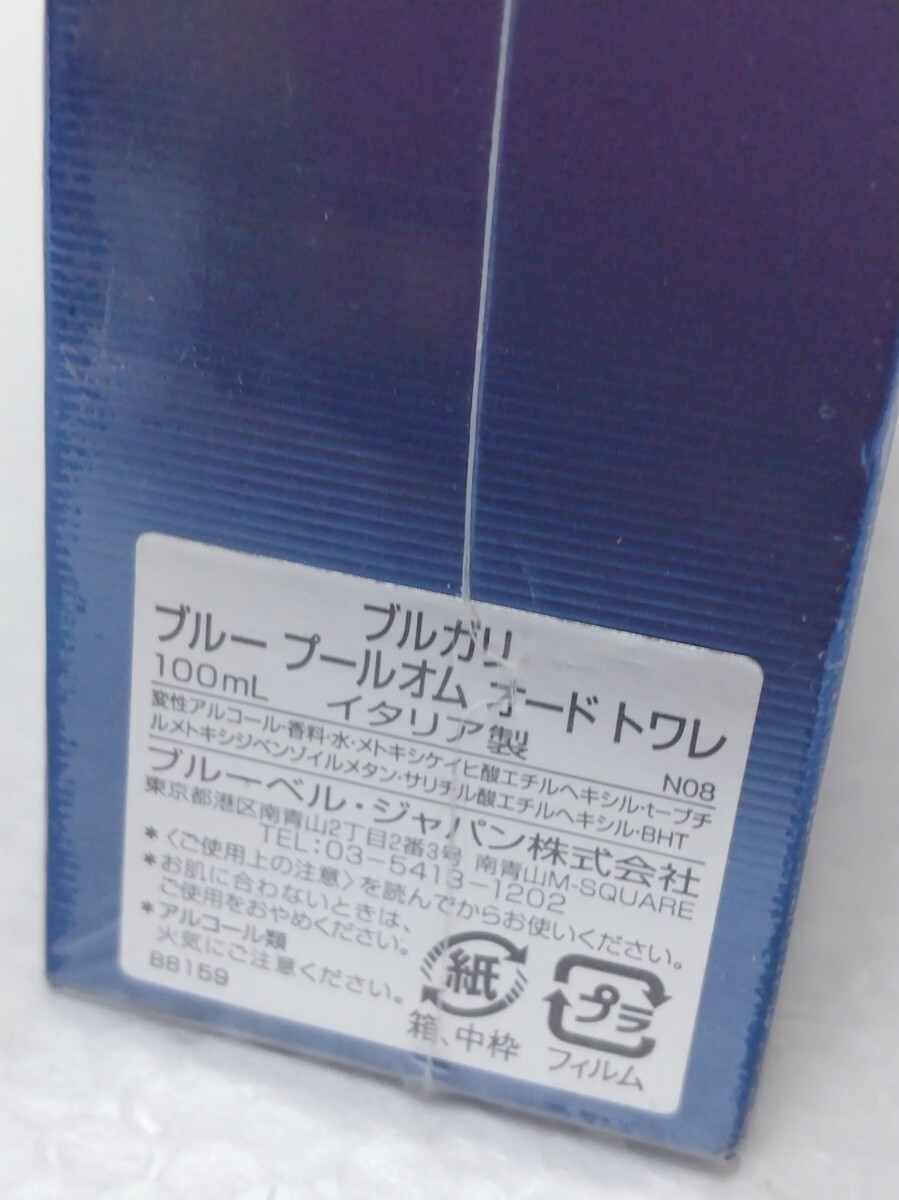 ブルガリ
ブルー プールオム オード トワレ
100mL イタリア製 N08
変性アルコール・香料・水・メトキシケイヒ酸エチルヘキシル・t-ブチ
ルメトキシジベンゾイルメタン・サリチル酸エチルヘキシル・BHT
ブルーベル・ジャパン株式会社
東京都港区南青山2丁目2番3号 南青山M-SQUARE
TEL:03-5413-1202
*〈ご使用上の注意〉を読んでからお使いください。
*お肌に合わないときは、
ご使用をおやめください。
*アルコール類
火気にご注意ください。
B8159
紙
箱、中枠
プラ
フィルム